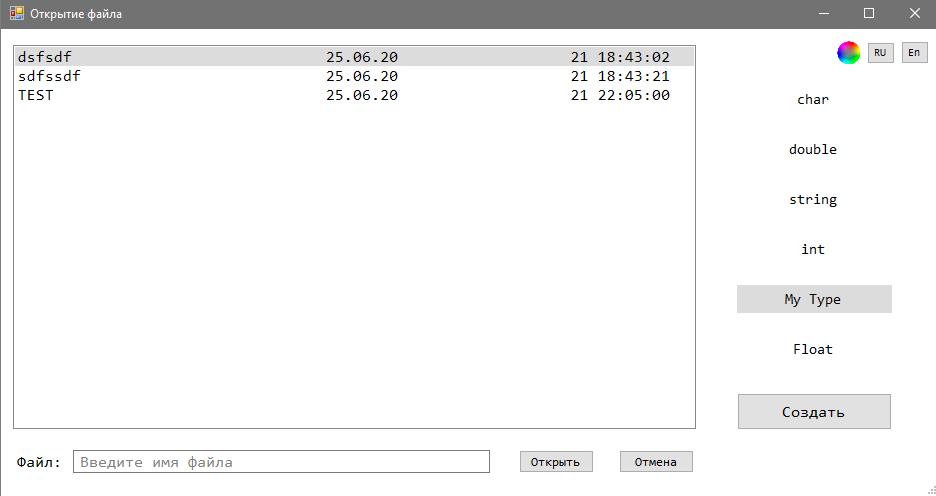 Открытие файла
RU En
dsfsdf 25.06.20 21 18:43:02
sdfssdf 25.06.20 21 18:43:21
TEST 25.06.20 21 22:05:00
char
double
string
int
My Type
Float
Создать
Файл: Введите имя файла Открыть Отмена